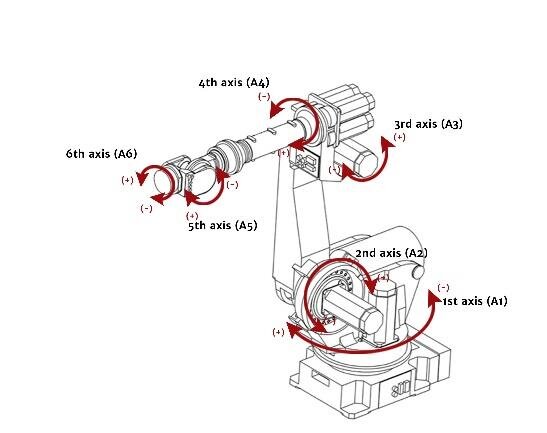 4th axis (A4)
(-)
3rd axis (A3)
(+)
(+)
6th axis (A6)
(-)
(+)
(-)
(-)
(+)
5th axis (A5)
2nd axis (A2)
(+)
(-)
1st axis (A1)
(+)